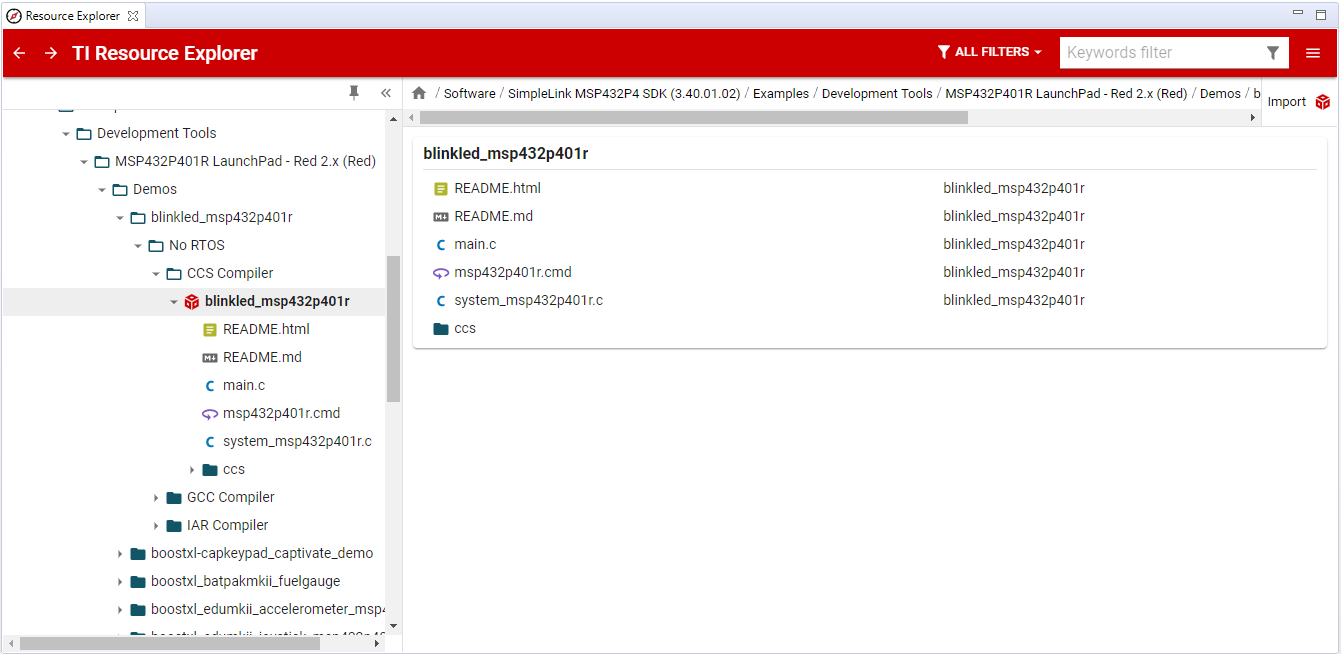 Resource Explorer
TI Resource Explorer
ALL FILTERS
Keywords filter
/ Software / SimpleLink MSP432P4 SDK (3.40.01.02) / Examples / Development Tools / MSP432P401R LaunchPad - Red 2.x (Red) / Demos / b
Import
Development Tools
MSP432P401R LaunchPad - Red 2.x (Red)
Demos
blinkled_msp432p401r
No RTOS
CCS Compiler
blinkled_msp432p401r
README.html
README.md
main.c
msp432p401r.cmd
system_msp432p401r.c
ccs
GCC Compiler
IAR Compiler
boostxl-capkeypad_captivate_demo
boostxl_batpakmkii_fuelgauge
boostxl_edumkii_accelerometer_msp4
blinkled_msp432p401r
README.html blinkled_msp432p401r
M↓ README.md blinkled_msp432p401r
C main.c blinkled_msp432p401r
msp432p401r.cmd blinkled_msp432p401r
C system_msp432p401r.c blinkled_msp432p401r
ccs